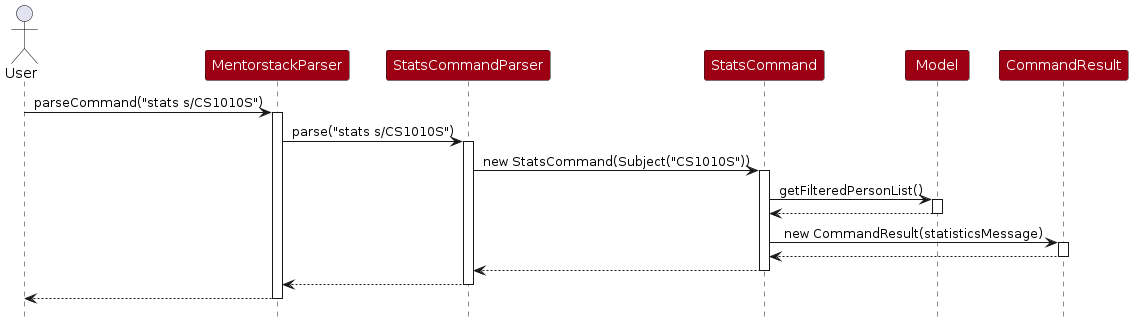 User
MentorstackParser
StatsCommandParser
StatsCommand
Model
CommandResult
parseCommand("stats s/CS1010S")
parse("stats s/CS1010S")
new StatsCommand(Subject("CS1010S"))
getFilteredPersonList()
new CommandResult(statisticsMessage)